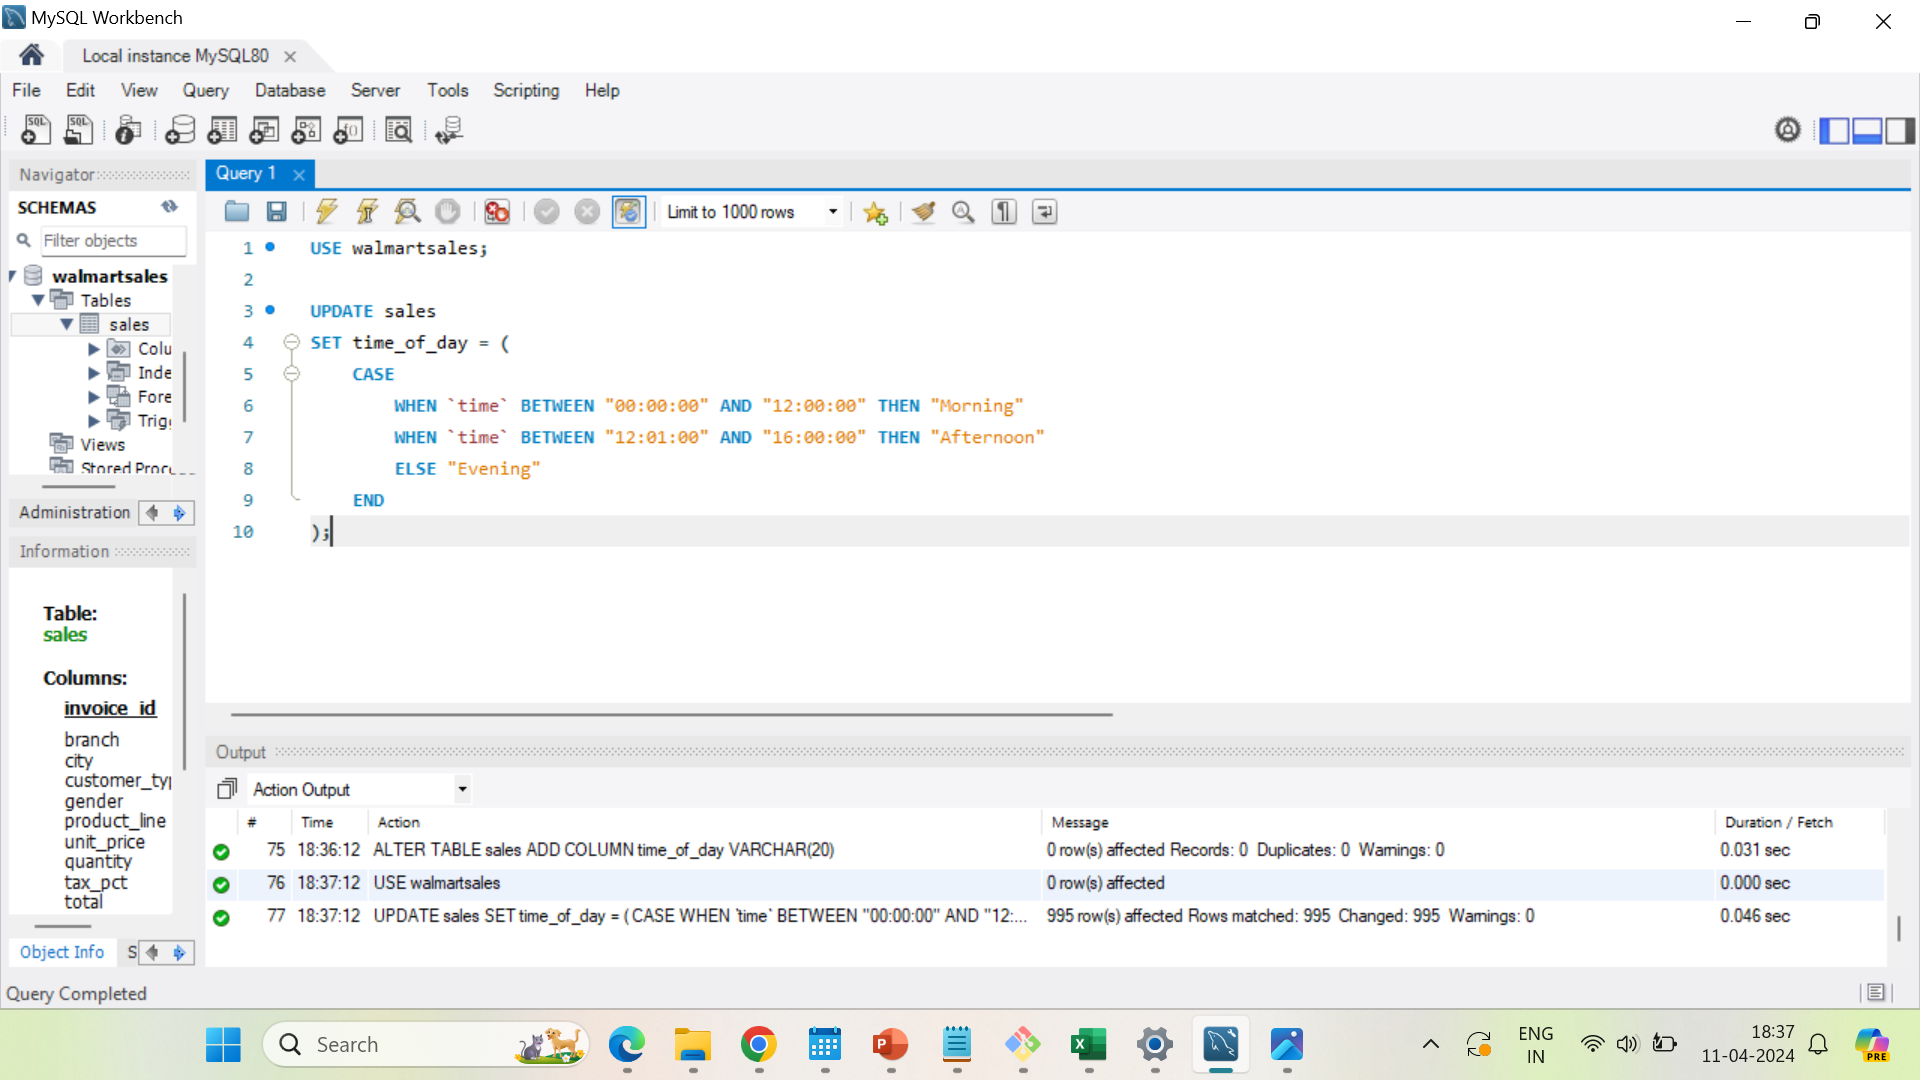 MySQL Workbench
Local instance MySQL80
File Edit View Query Database Server Tools Scripting Help
Navigator
SCHEMAS
Filter objects
walmartsales
Tables
sales
Colu
Inde
Fore
Trig
Views
Stored Proc
Administration
Information
Table:
sales
Columns:
invoice_id
branch
city
customer_typ
gender
product_line
unit_price
quantity
tax_pct
total
Object Info S
Query Completed
Query 1
Limit to 1000 rows
1 USE walmartsales;
2
3 UPDATE sales
4 SET time_of_day = (
5 CASE
6 WHEN `time` BETWEEN "00:00:00" AND "12:00:00" THEN "Morning"
7 WHEN `time` BETWEEN "12:01:00" AND "16:00:00" THEN "Afternoon"
8 ELSE "Evening"
9 END
10 );
Output
Action Output
# Time Action Message Duration / Fetch
75 18:36:12 ALTER TABLE sales ADD COLUMN time_of_day VARCHAR(20) 0 row(s) affected Records: 0 Duplicates: 0 Warnings: 0 0.031 sec
76 18:37:12 USE walmartsales 0 row(s) affected 0.000 sec
77 18:37:12 UPDATE sales SET time_of_day = ( CASE WHEN `time` BETWEEN "00:00:00" AND "12:... 995 row(s) affected Rows matched: 995 Changed: 995 Warnings: 0 0.046 sec
Search
ENG
IN
18:37
11-04-2024
PRE